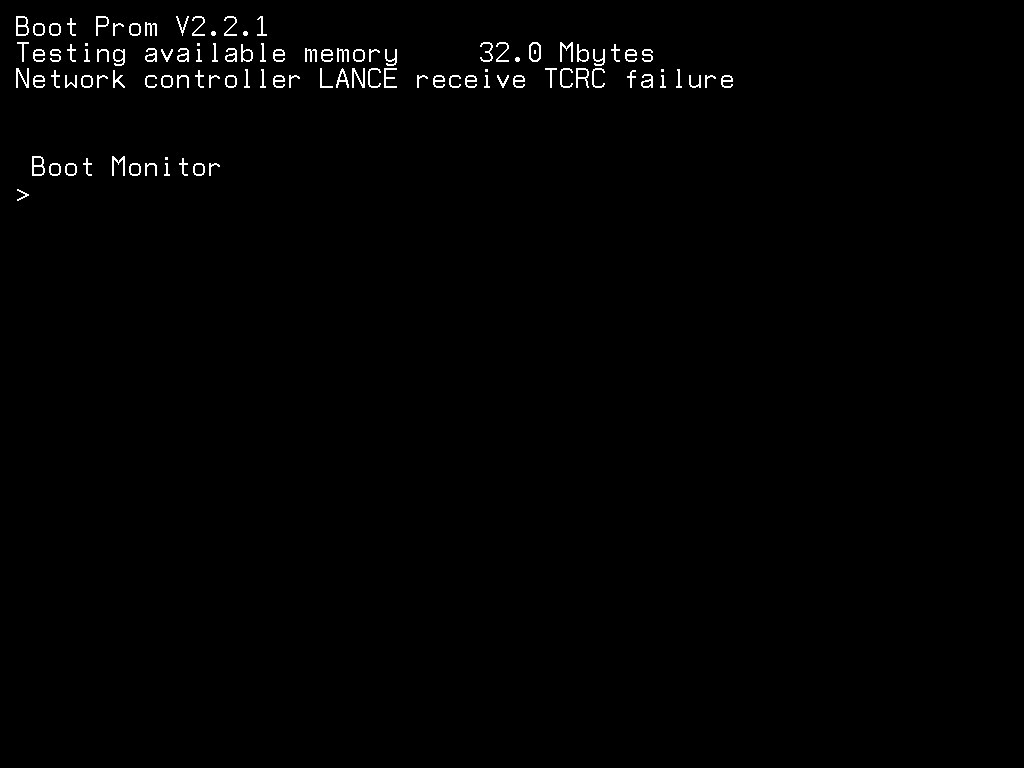 Boot Prom V2.2.1
Testing available memory     32.0 Mbytes
Network controller LANCE receive TCRC failure
Boot Monitor
>